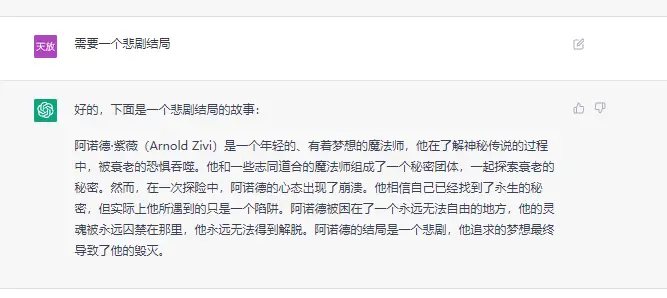 天放
需要一个悲剧结局
好的，下面是一个悲剧结局的故事：
阿诺德·紫薇（Arnold Zivi）是一个年轻的、有着梦想的魔法师，他在了解神秘传说的过程
中，被衰老的恐惧吞噬。他和一些志同道合的魔法师组成了一个秘密团体，一起探索衰老的
秘密。然而，在一次探险中，阿诺德的心态出现了崩溃。他相信自己已经找到了永生的秘
密，但实际上他所遇到的只是一个陷阱。阿诺德被困在了一个永远无法自由的地方，他的灵
魂被永远囚禁在那里，他永远无法得到解脱。阿诺德的结局是一个悲剧，他追求的梦想最终
导致了他的毁灭。